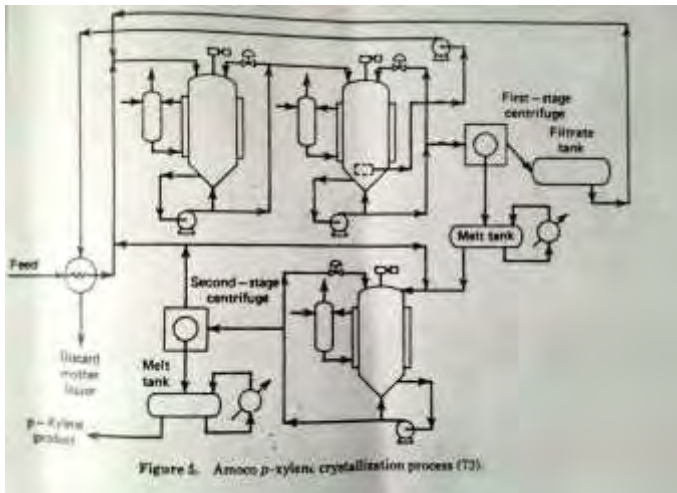 First-stage
centrifuge
Filtrate
tank
Melt tank
Feed
Second-stage
centrifuge
Discard
mother
liquor
Melt
tank
p-Xylene
product
Figure 5. Amoco p-xylene crystallization process (73).